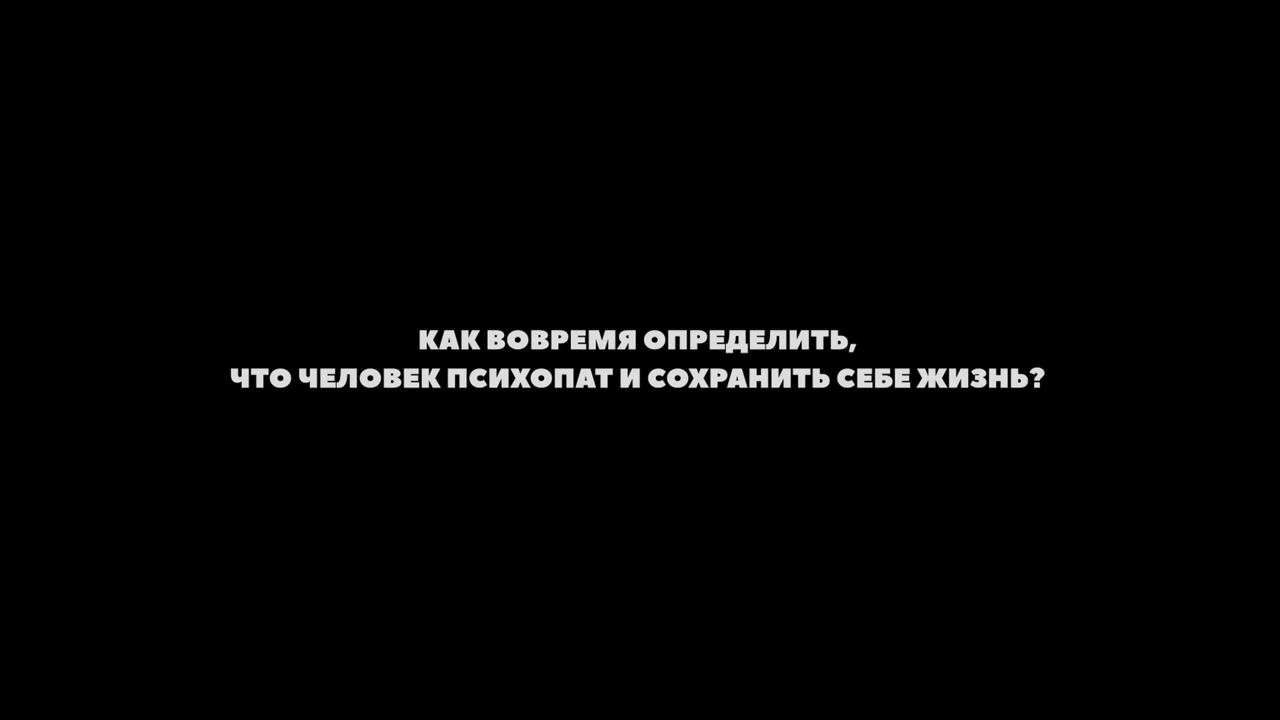 КАК ВОВРЕМЯ ОПРЕДЕЛИТЬ,
ЧТО ЧЕЛОВЕК ПСИХОПАТ И СОХРАНИТЬ СЕБЕ ЖИЗНЬ?